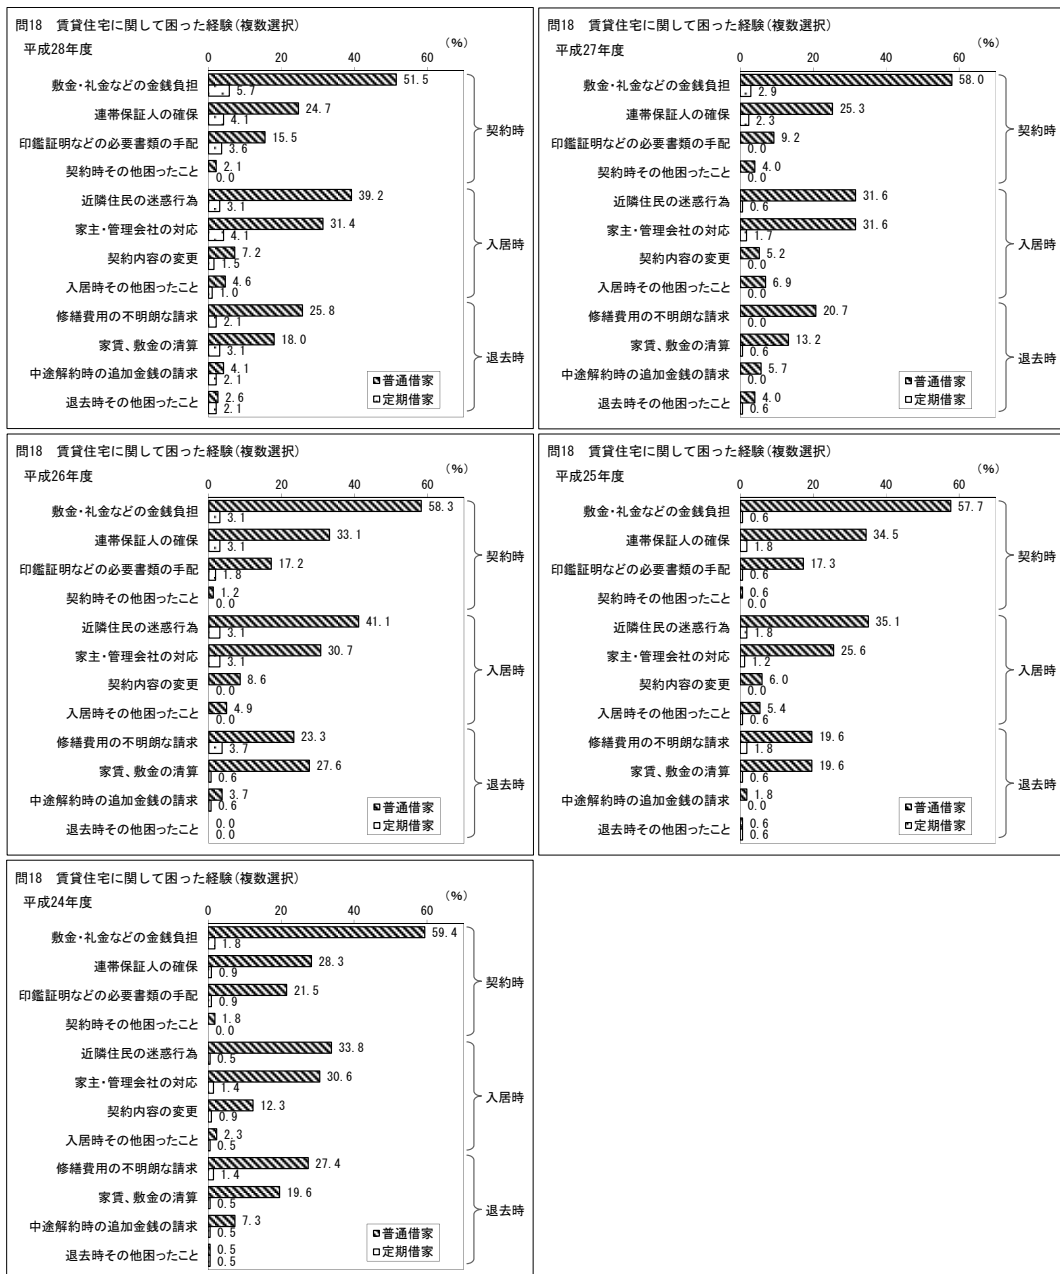 問18 賃貸住宅に関して困った経験(複数選択)
平成28年度
(%)
0 20 40 60
敷金・礼金などの金銭負担 51.5 5.7
連帯保証人の確保 24.7 4.1
印鑑証明などの必要書類の手配 15.5 3.6
契約時その他困ったこと 2.1 0.0
契約時
近隣住民の迷惑行為 39.2 3.1
家主・管理会社の対応 31.4 4.1
契約内容の変更 7.2 1.5
入居時その他困ったこと 4.6 1.0
入居時
修繕費用の不明朗な請求 25.8 2.1
家賃、敷金の清算 18.0 3.1
中途解約時の追加金銭の請求 4.1 2.1
退去時その他困ったこと 2.6 2.1
退去時
普通借家
定期借家
問18 賃貸住宅に関して困った経験(複数選択)
平成27年度
(%)
0 20 40 60
敷金・礼金などの金銭負担 58.0 2.9
連帯保証人の確保 25.3 2.3
印鑑証明などの必要書類の手配 9.2 0.0
契約時その他困ったこと 4.0 0.0
契約時
近隣住民の迷惑行為 31.6 0.6
家主・管理会社の対応 31.6 1.7
契約内容の変更 5.2 0.0
入居時その他困ったこと 6.9 0.0
入居時
修繕費用の不明朗な請求 20.7 0.0
家賃、敷金の清算 13.2 0.6
中途解約時の追加金銭の請求 5.7 0.0
退去時その他困ったこと 4.0 0.6
退去時
普通借家
定期借家
問18 賃貸住宅に関して困った経験(複数選択)
平成26年度
(%)
0 20 40 60
敷金・礼金などの金銭負担 58.3 3.1
連帯保証人の確保 33.1 3.1
印鑑証明などの必要書類の手配 17.2 1.8
契約時その他困ったこと 1.2 0.0
契約時
近隣住民の迷惑行為 41.1 3.1
家主・管理会社の対応 30.7 3.1
契約内容の変更 8.6 0.0
入居時その他困ったこと 4.9 0.0
入居時
修繕費用の不明朗な請求 23.3 3.7
家賃、敷金の清算 27.6 0.6
中途解約時の追加金銭の請求 3.7 0.6
退去時その他困ったこと 0.0 0.0
退去時
普通借家
定期借家
問18 賃貸住宅に関して困った経験(複数選択)
平成25年度
(%)
0 20 40 60
敷金・礼金などの金銭負担 57.7 0.6
連帯保証人の確保 34.5 1.8
印鑑証明などの必要書類の手配 17.3 0.6
契約時その他困ったこと 0.6 0.0
契約時
近隣住民の迷惑行為 35.1 1.8
家主・管理会社の対応 25.6 1.2
契約内容の変更 6.0 0.0
入居時その他困ったこと 5.4 0.6
入居時
修繕費用の不明朗な請求 19.6 1.8
家賃、敷金の清算 19.6 0.6
中途解約時の追加金銭の請求 1.8 0.0
退去時その他困ったこと 0.6 0.6
退去時
普通借家
定期借家
問18 賃貸住宅に関して困った経験(複数選択)
平成24年度
(%)
0 20 40 60
敷金・礼金などの金銭負担 59.4 1.8
連帯保証人の確保 28.3 0.9
印鑑証明などの必要書類の手配 21.5 0.9
契約時その他困ったこと 1.8 0.0
契約時
近隣住民の迷惑行為 33.8 0.5
家主・管理会社の対応 30.6 1.4
契約内容の変更 12.3 0.9
入居時その他困ったこと 2.3 0.5
入居時
修繕費用の不明朗な請求 27.4 1.4
家賃、敷金の清算 19.6 0.5
中途解約時の追加金銭の請求 7.3 0.5
退去時その他困ったこと 0.5 0.5
退去時
普通借家
定期借家